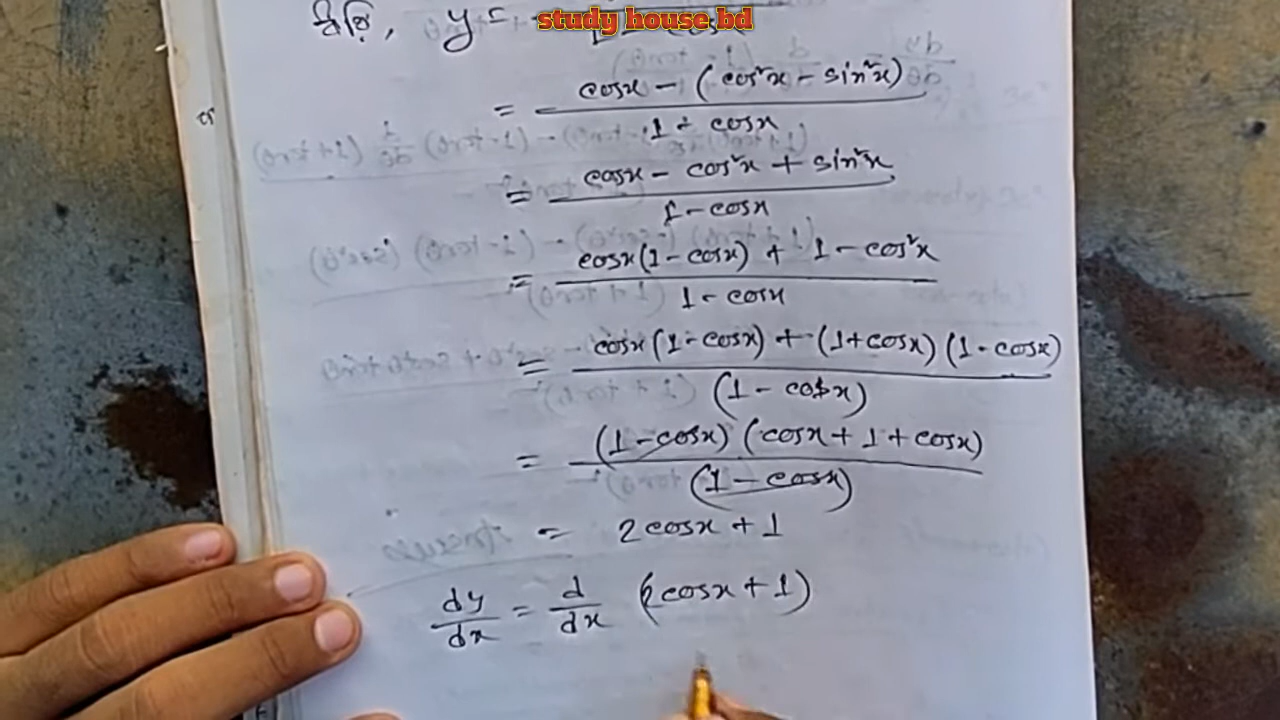 study house bd
ধরি, y =
= cosx - (cos²x - sin²x) / 1 - cosx
= cosx - cos²x + sin²x / 1 - cosx
= cosx(1 - cosx) + 1 - cos²x / 1 - cosx
= cosx(1 - cosx) + (1 + cosx)(1 - cosx) / (1 - cosx)
= (1 - cosx)(cosx + 1 + cosx) / (1 - cosx)
= 2cosx + 1
dy/dx = d/dx (2cosx + 1)